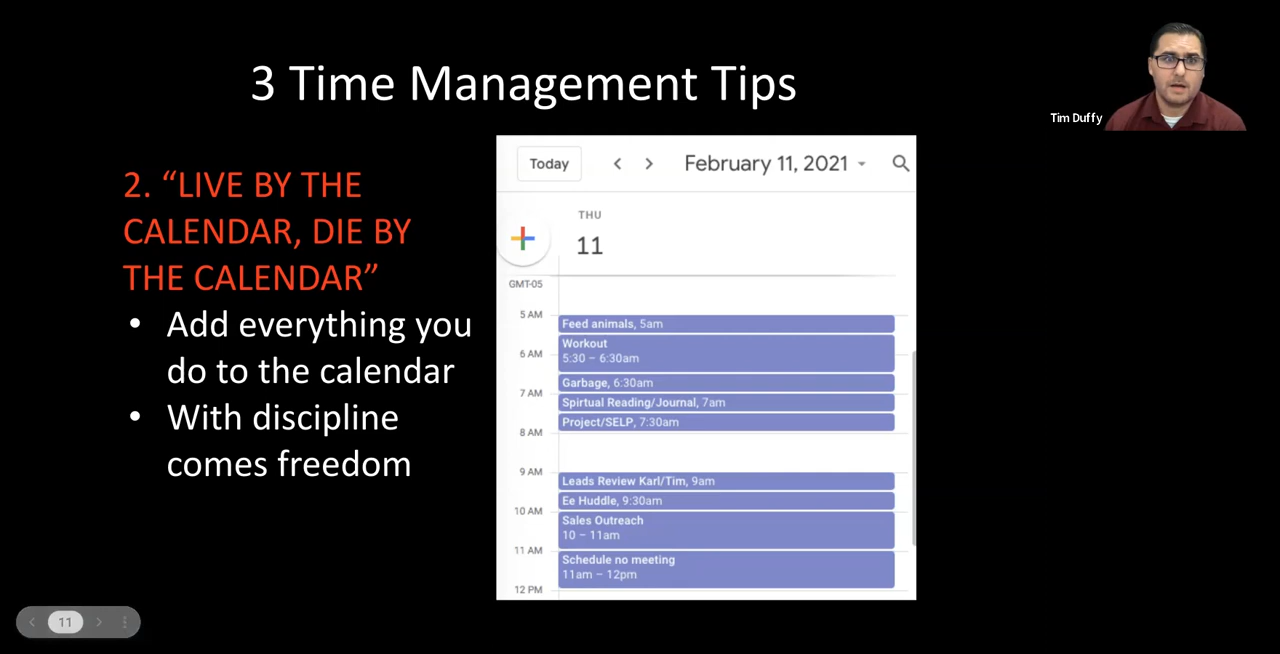 3 Time Management Tips
Tim Duffy
2. “LIVE BY THE
CALENDAR, DIE BY
THE CALENDAR”
• Add everything you
do to the calendar
• With discipline
comes freedom
Today
February 11, 2021
THU
11
GMT-05
5 AM
Feed animals, 5am
Workout
5:30 – 6:30am
6 AM
Garbage, 6:30am
7 AM
Spirtual Reading/Journal, 7am
Project/SELP, 7:30am
8 AM
9 AM
Leads Review Karl/Tim, 9am
Ee Huddle, 9:30am
10 AM
Sales Outreach
10 – 11am
11 AM
Schedule no meeting
11am – 12pm
12 PM
11